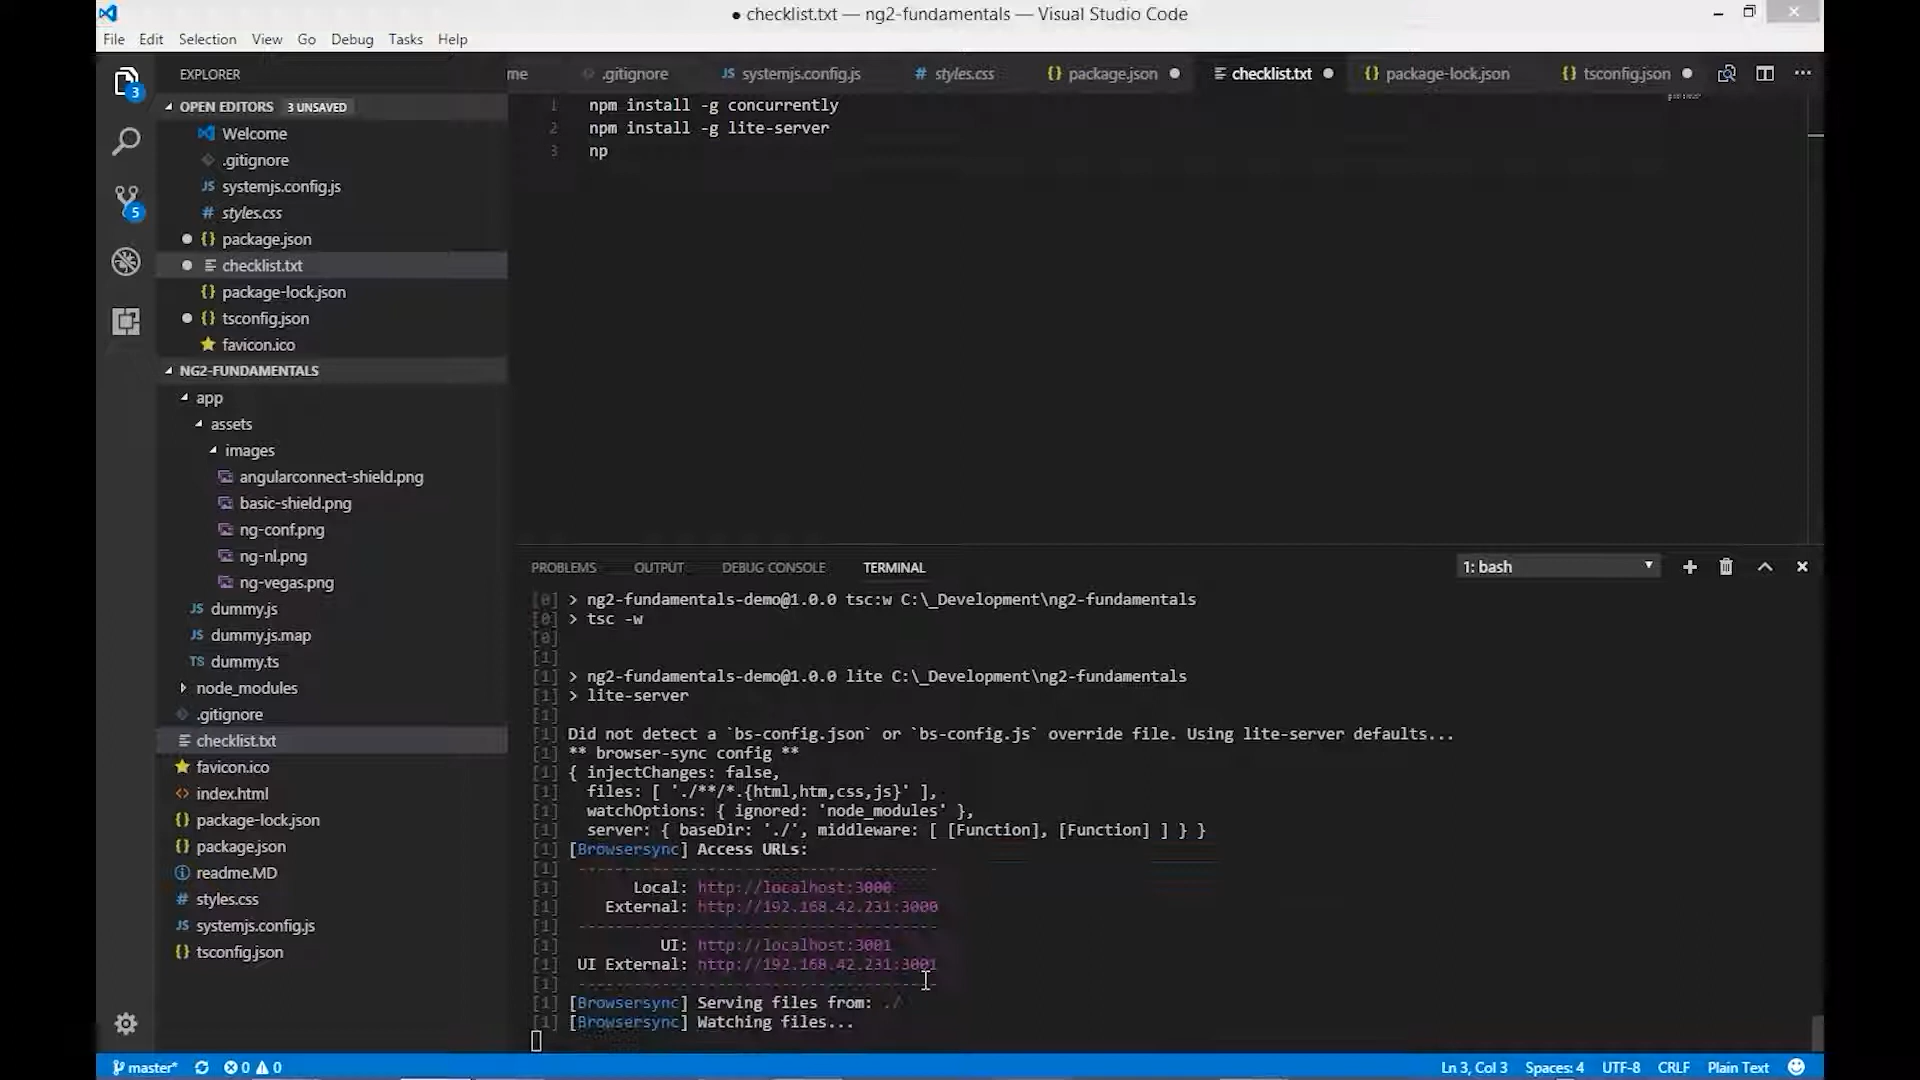 ● checklist.txt — ng2-fundamentals — Visual Studio Code
File Edit Selection View Go Debug Tasks Help
EXPLORER
OPEN EDITORS 3 UNSAVED
Welcome
.gitignore
JS systemjs.config.js
# styles.css
{} package.json
checklist.txt
{} package-lock.json
{} tsconfig.json
favicon.ico
NG2-FUNDAMENTALS
app
assets
images
angularconnect-shield.png
basic-shield.png
ng-conf.png
ng-nl.png
ng-vegas.png
JS dummy.js
JS dummy.js.map
TS dummy.ts
node_modules
.gitignore
checklist.txt
favicon.ico
<> index.html
{} package-lock.json
{} package.json
readme.MD
# styles.css
JS systemjs.config.js
{} tsconfig.json
3
5
me .gitignore JS systemjs.config.js # styles.css {} package.json ● checklist.txt ● {} package-lock.json {} tsconfig.json ●
1 npm install -g concurrently
2 npm install -g lite-server
3 np
PROBLEMS OUTPUT DEBUG CONSOLE TERMINAL 1: bash
[0] > ng2-fundamentals-demo@1.0.0 tsc:w C:\_Development\ng2-fundamentals
[0] > tsc -w
[0]
[1]
[1] > ng2-fundamentals-demo@1.0.0 lite C:\_Development\ng2-fundamentals
[1] > lite-server
[1]
[1] Did not detect a `bs-config.json` or `bs-config.js` override file. Using lite-server defaults...
[1] ** browser-sync config **
[1] { injectChanges: false,
[1]   files: [ './**/*.{html,htm,css,js}' ],
[1]   watchOptions: { ignored: 'node_modules' },
[1]   server: { baseDir: './', middleware: [ [Function], [Function] ] } }
[1] [Browsersync] Access URLs:
[1] --------------------------------------
[1] Local: http://localhost:3000
[1] External: http://192.168.42.231:3000
[1] --------------------------------------
[1] UI: http://localhost:3001
[1] UI External: http://192.168.42.231:3001
[1] --------------------------------------
[1] [Browsersync] Serving files from: ./
[1] [Browsersync] Watching files...
master* 0 0 Ln 3, Col 3 Spaces: 4 UTF-8 CRLF Plain Text